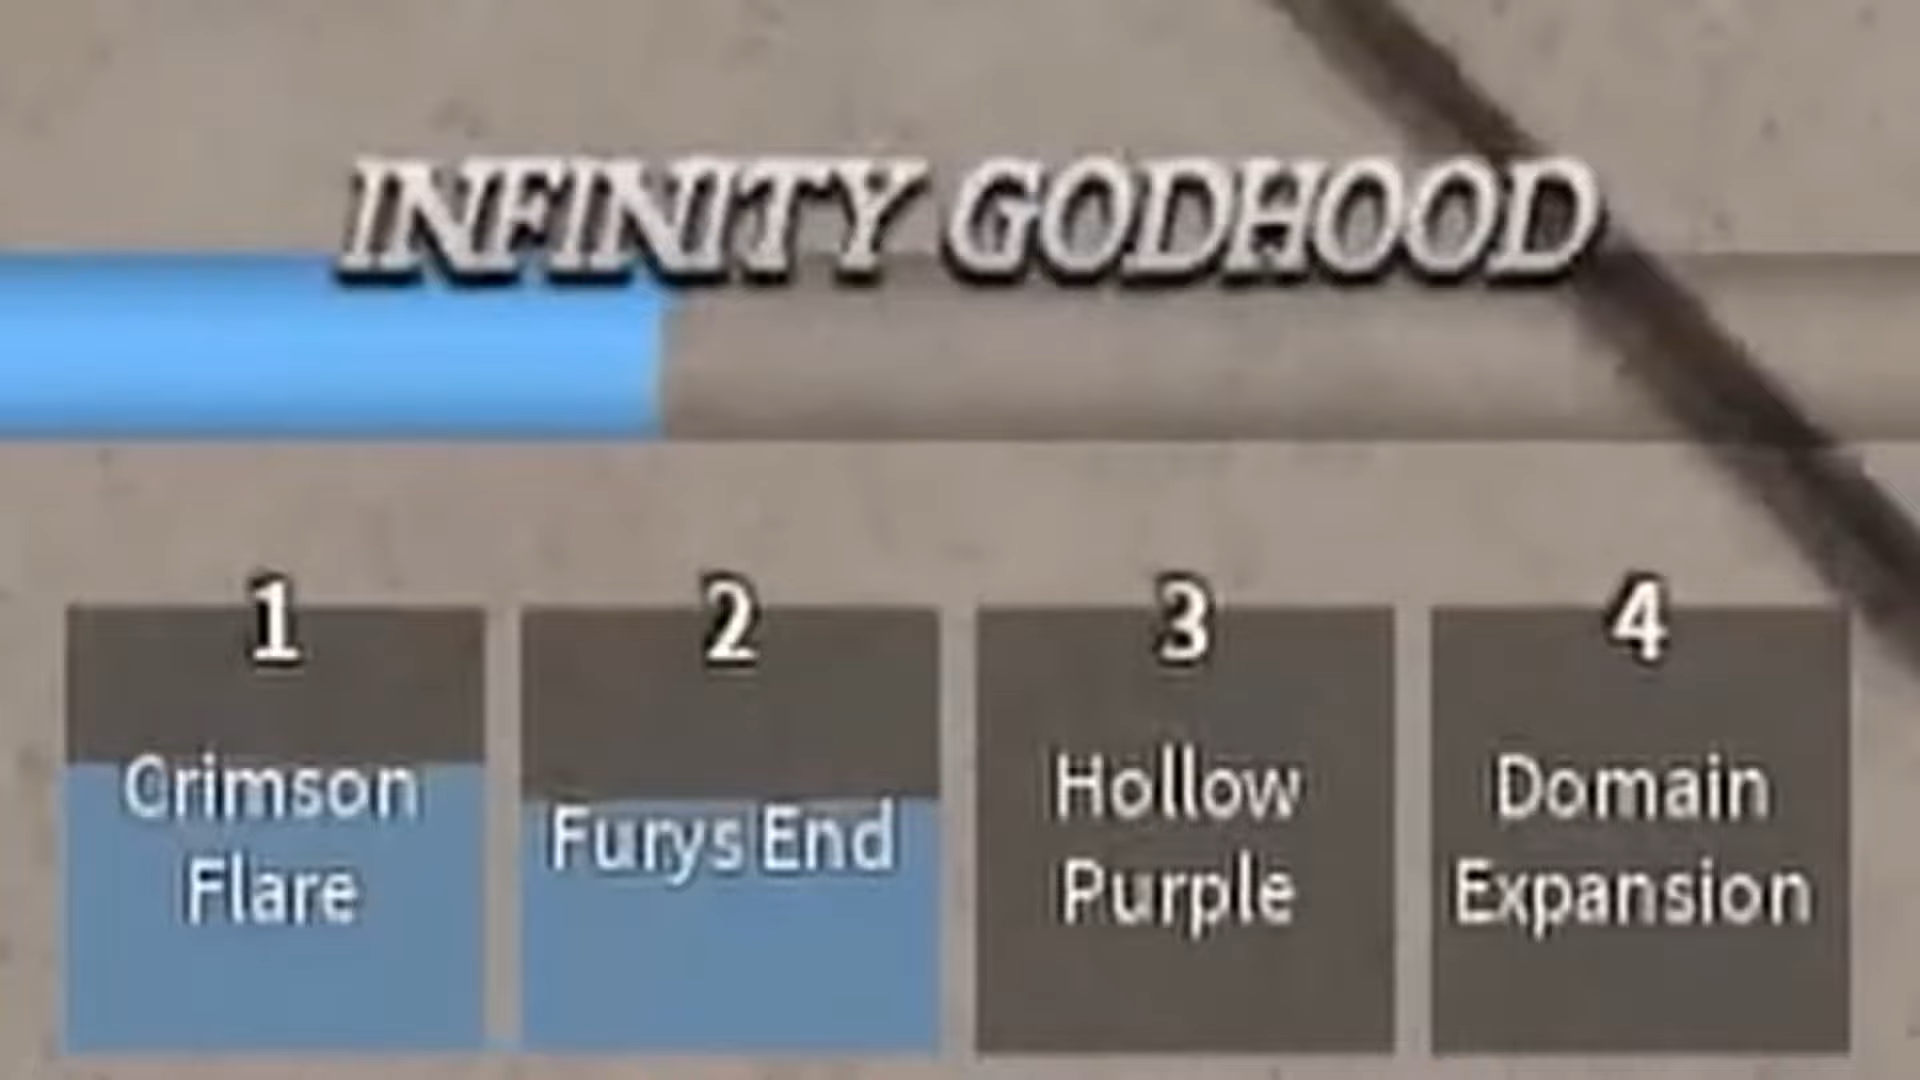 INFINITY GODHOOD
1 2 3 4
Crimson
Flare
Furys End
Hollow
Purple
Domain
Expansion